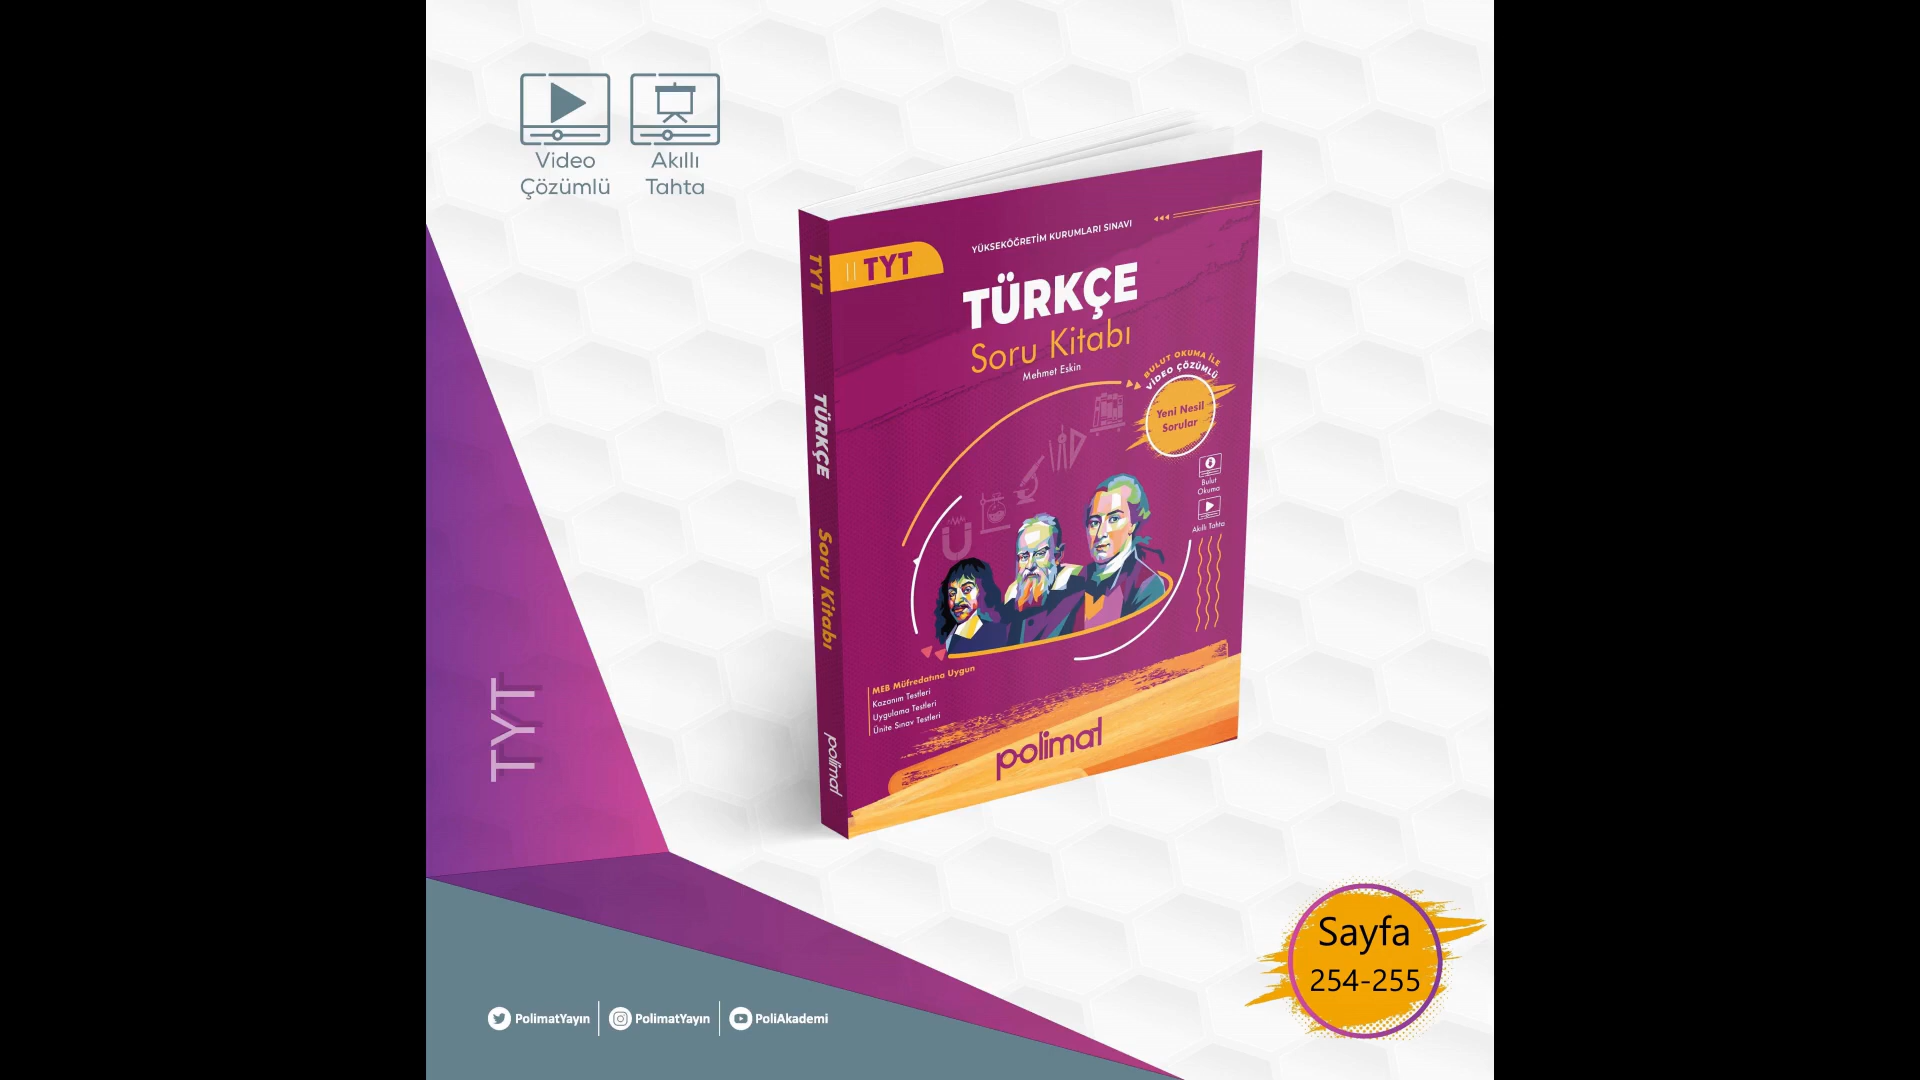 Video
Çözümlü
Akıllı
Tahta
TYT
TÜRKÇE
Soru Kitabı
polimat
YÜKSEKÖĞRETİM KURUMLARI SINAVI
TYT
TÜRKÇE
Soru Kitabı
Mehmet Eskin
BULUT OKUMA İLE
VİDEO ÇÖZÜMLÜ
Yeni Nesil
Sorular
Bulut
Okuma
Akıllı Tahta
MEB Müfredatına Uygun
Kazanım Testleri
Uygulama Testleri
Ünite Sınav Testleri
polimat
TYT
Sayfa
254-255
PolimatYayın
PolimatYayın
PoliAkademi